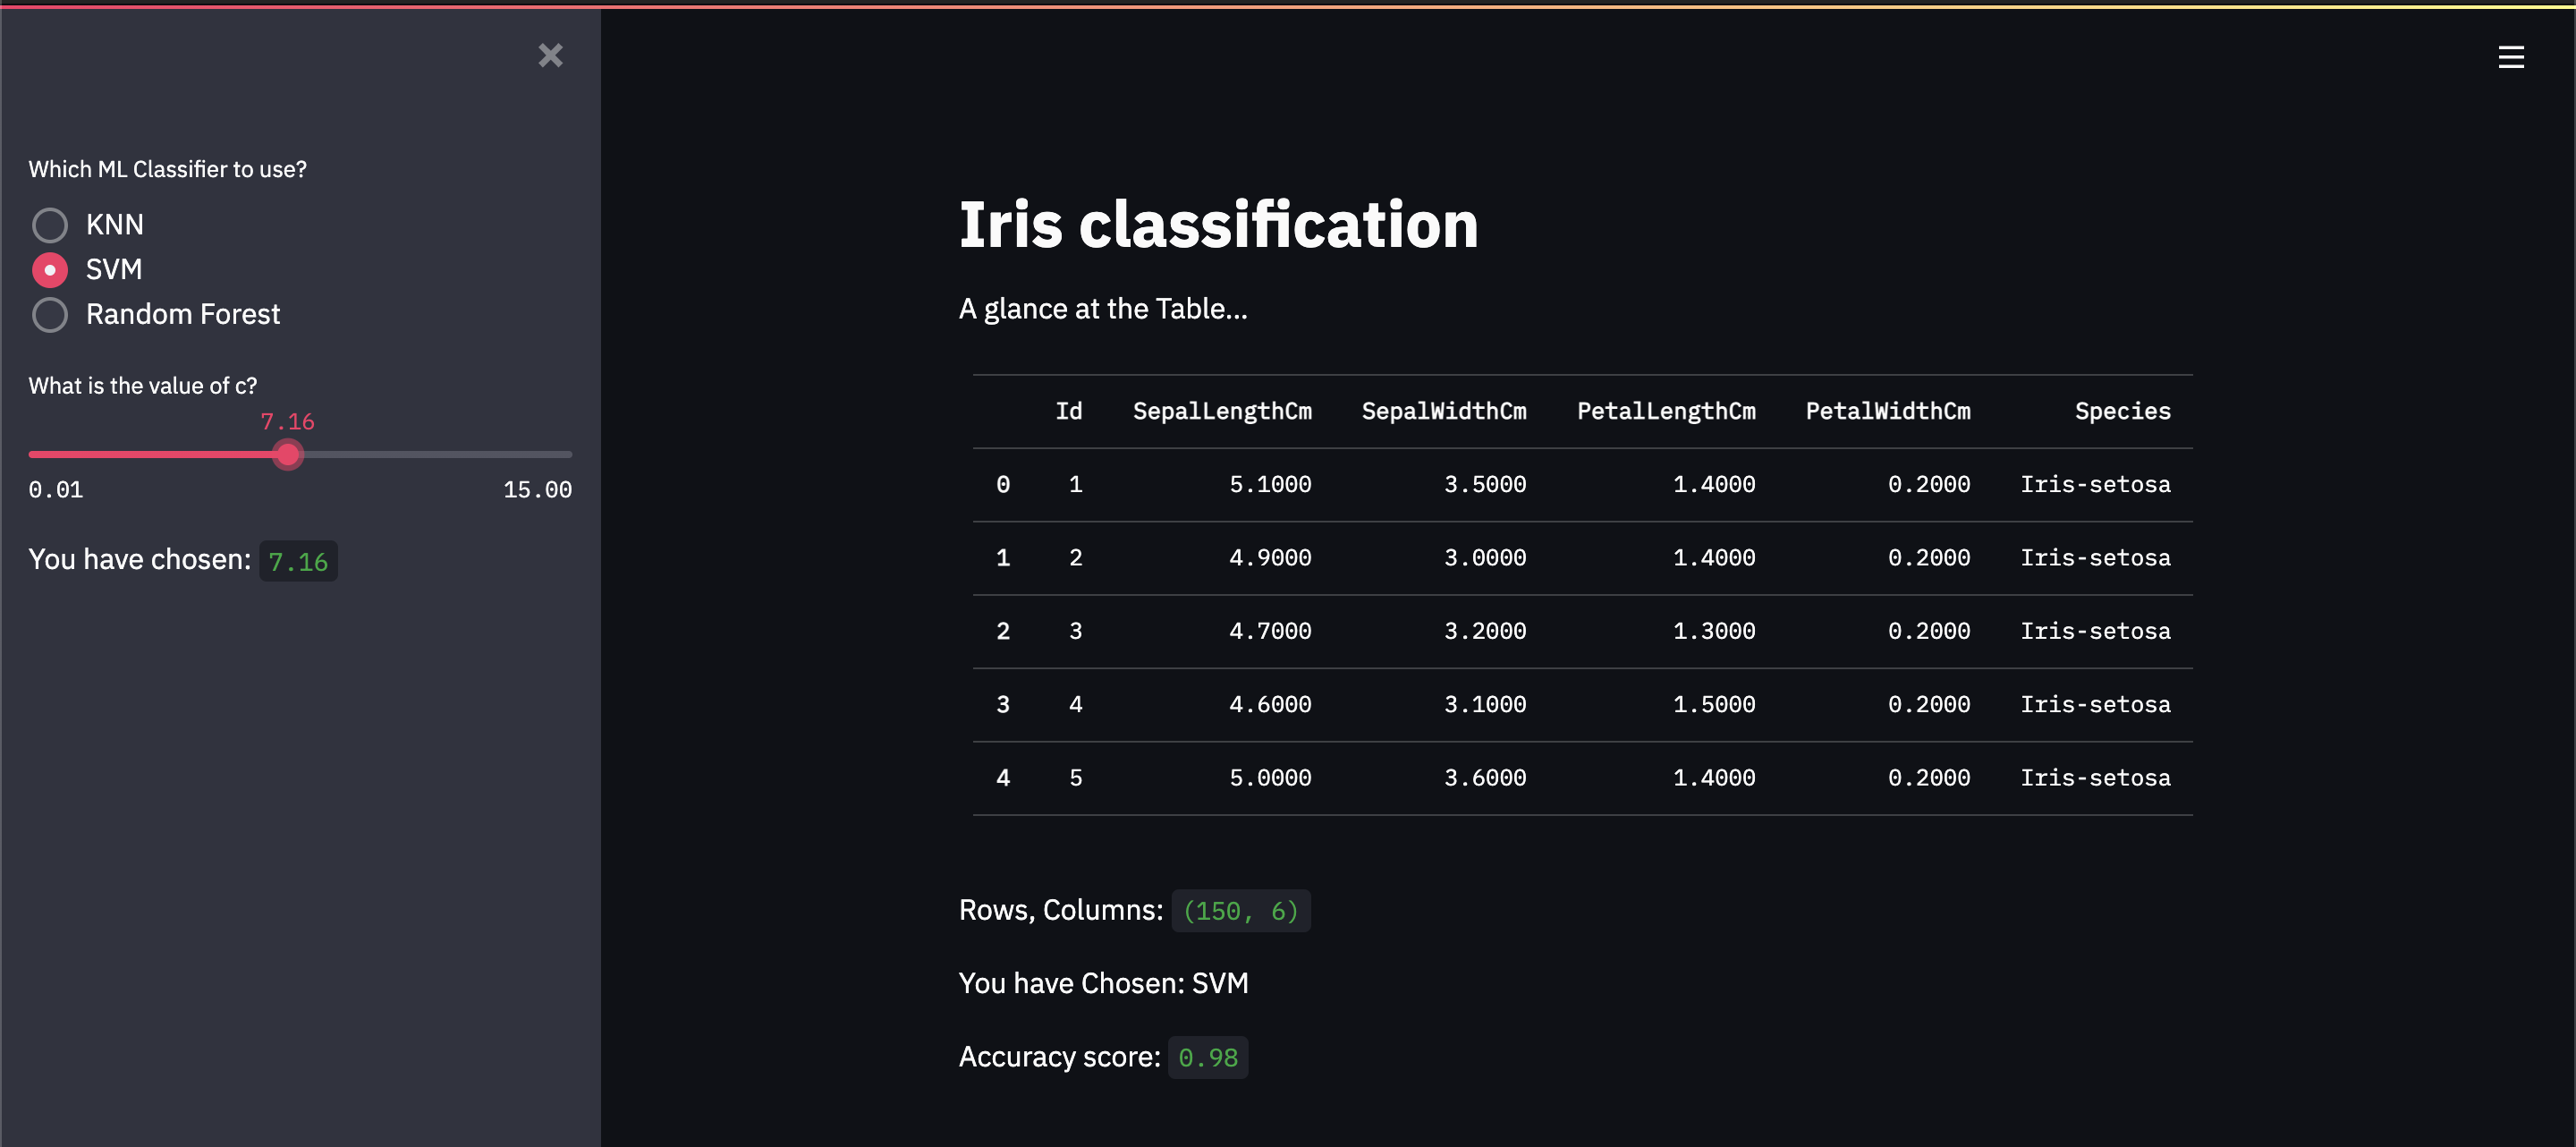 Which ML Classifier to use?
KNN
SVM
Random Forest
What is the value of c?
7.16
0.01 15.00
You have chosen: 7.16
Iris classification
A glance at the Table...
Id SepalLengthCm SepalWidthCm PetalLengthCm PetalWidthCm Species
0 1 5.1000 3.5000 1.4000 0.2000 Iris-setosa
1 2 4.9000 3.0000 1.4000 0.2000 Iris-setosa
2 3 4.7000 3.2000 1.3000 0.2000 Iris-setosa
3 4 4.6000 3.1000 1.5000 0.2000 Iris-setosa
4 5 5.0000 3.6000 1.4000 0.2000 Iris-setosa
Rows, Columns: (150, 6)
You have Chosen: SVM
Accuracy score: 0.98